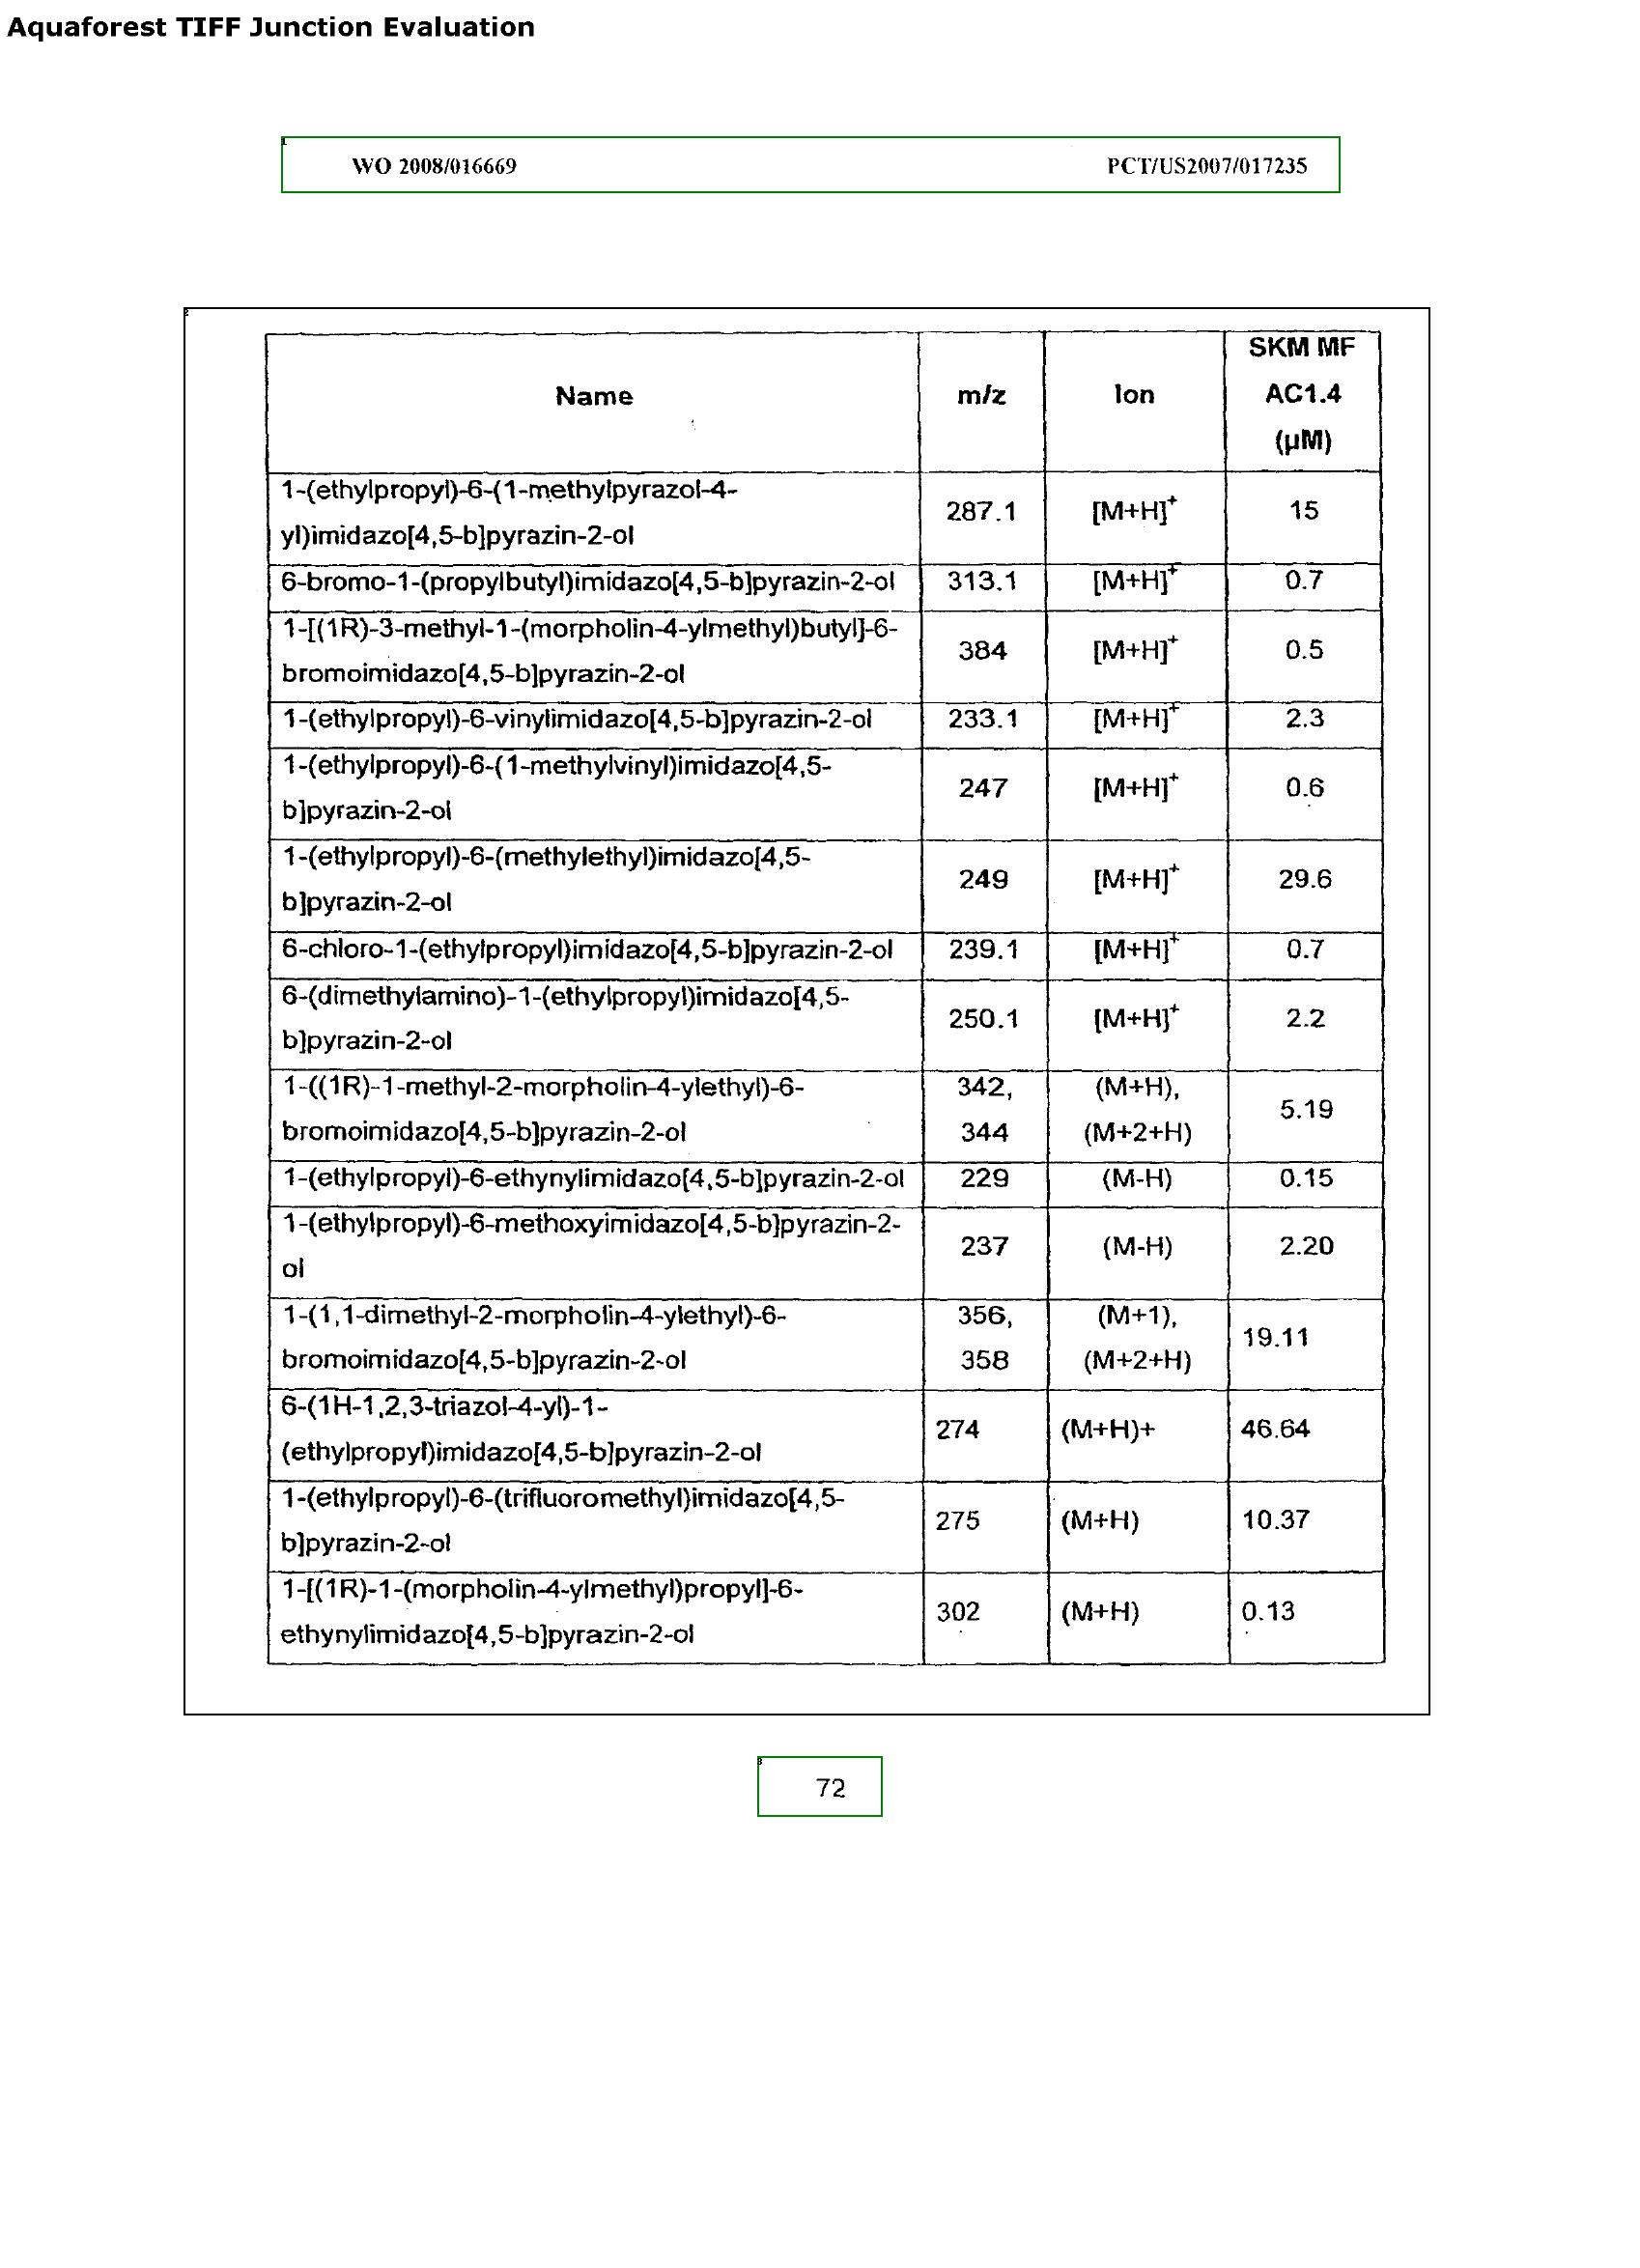 Aquaforest TIFF Junction Evaluation
WO 2008/016669 PCT/US2007/017235
Name m/z Ion SKM MF AC1.4 (µM)
1-(ethylpropyl)-6-(1-methylpyrazol-4-
yl)imidazo[4,5-b]pyrazin-2-ol 287.1 [M+H]+ 15
6-bromo-1-(propylbutyl)imidazo[4,5-b]pyrazin-2-ol 313.1 [M+H]+ 0.7
1-[(1R)-3-methyl-1-(morpholin-4-ylmethyl)butyl]-6-
bromoimidazo[4,5-b]pyrazin-2-ol 384 [M+H]+ 0.5
1-(ethylpropyl)-6-vinylimidazo[4,5-b]pyrazin-2-ol 233.1 [M+H]+ 2.3
1-(ethylpropyl)-6-(1-methylvinyl)imidazo[4,5-
b]pyrazin-2-ol 247 [M+H]+ 0.6
1-(ethylpropyl)-6-(methylethyl)imidazo[4,5-
b]pyrazin-2-ol 249 [M+H]+ 29.6
6-chloro-1-(ethylpropyl)imidazo[4,5-b]pyrazin-2-ol 239.1 [M+H]+ 0.7
6-(dimethylamino)-1-(ethylpropyl)imidazo[4,5-
b]pyrazin-2-ol 250.1 [M+H]+ 2.2
1-((1R)-1-methyl-2-morpholin-4-ylethyl)-6- 342, (M+H),
bromoimidazo[4,5-b]pyrazin-2-ol 344 (M+2+H) 5.19
1-(ethylpropyl)-6-ethynylimidazo[4,5-b]pyrazin-2-ol 229 (M-H) 0.15
1-(ethylpropyl)-6-methoxyimidazo[4,5-b]pyrazin-2-
ol 237 (M-H) 2.20
1-(1,1-dimethyl-2-morpholin-4-ylethyl)-6- 356, (M+1),
bromoimidazo[4,5-b]pyrazin-2-ol 358 (M+2+H) 19.11
6-(1H-1,2,3-triazol-4-yl)-1-
(ethylpropyl)imidazo[4,5-b]pyrazin-2-ol 274 (M+H)+ 46.64
1-(ethylpropyl)-6-(trifluoromethyl)imidazo[4,5-
b]pyrazin-2-ol 275 (M+H) 10.37
1-[(1R)-1-(morpholin-4-ylmethyl)propyl]-6-
ethynylimidazo[4,5-b]pyrazin-2-ol 302 (M+H) 0.13
72